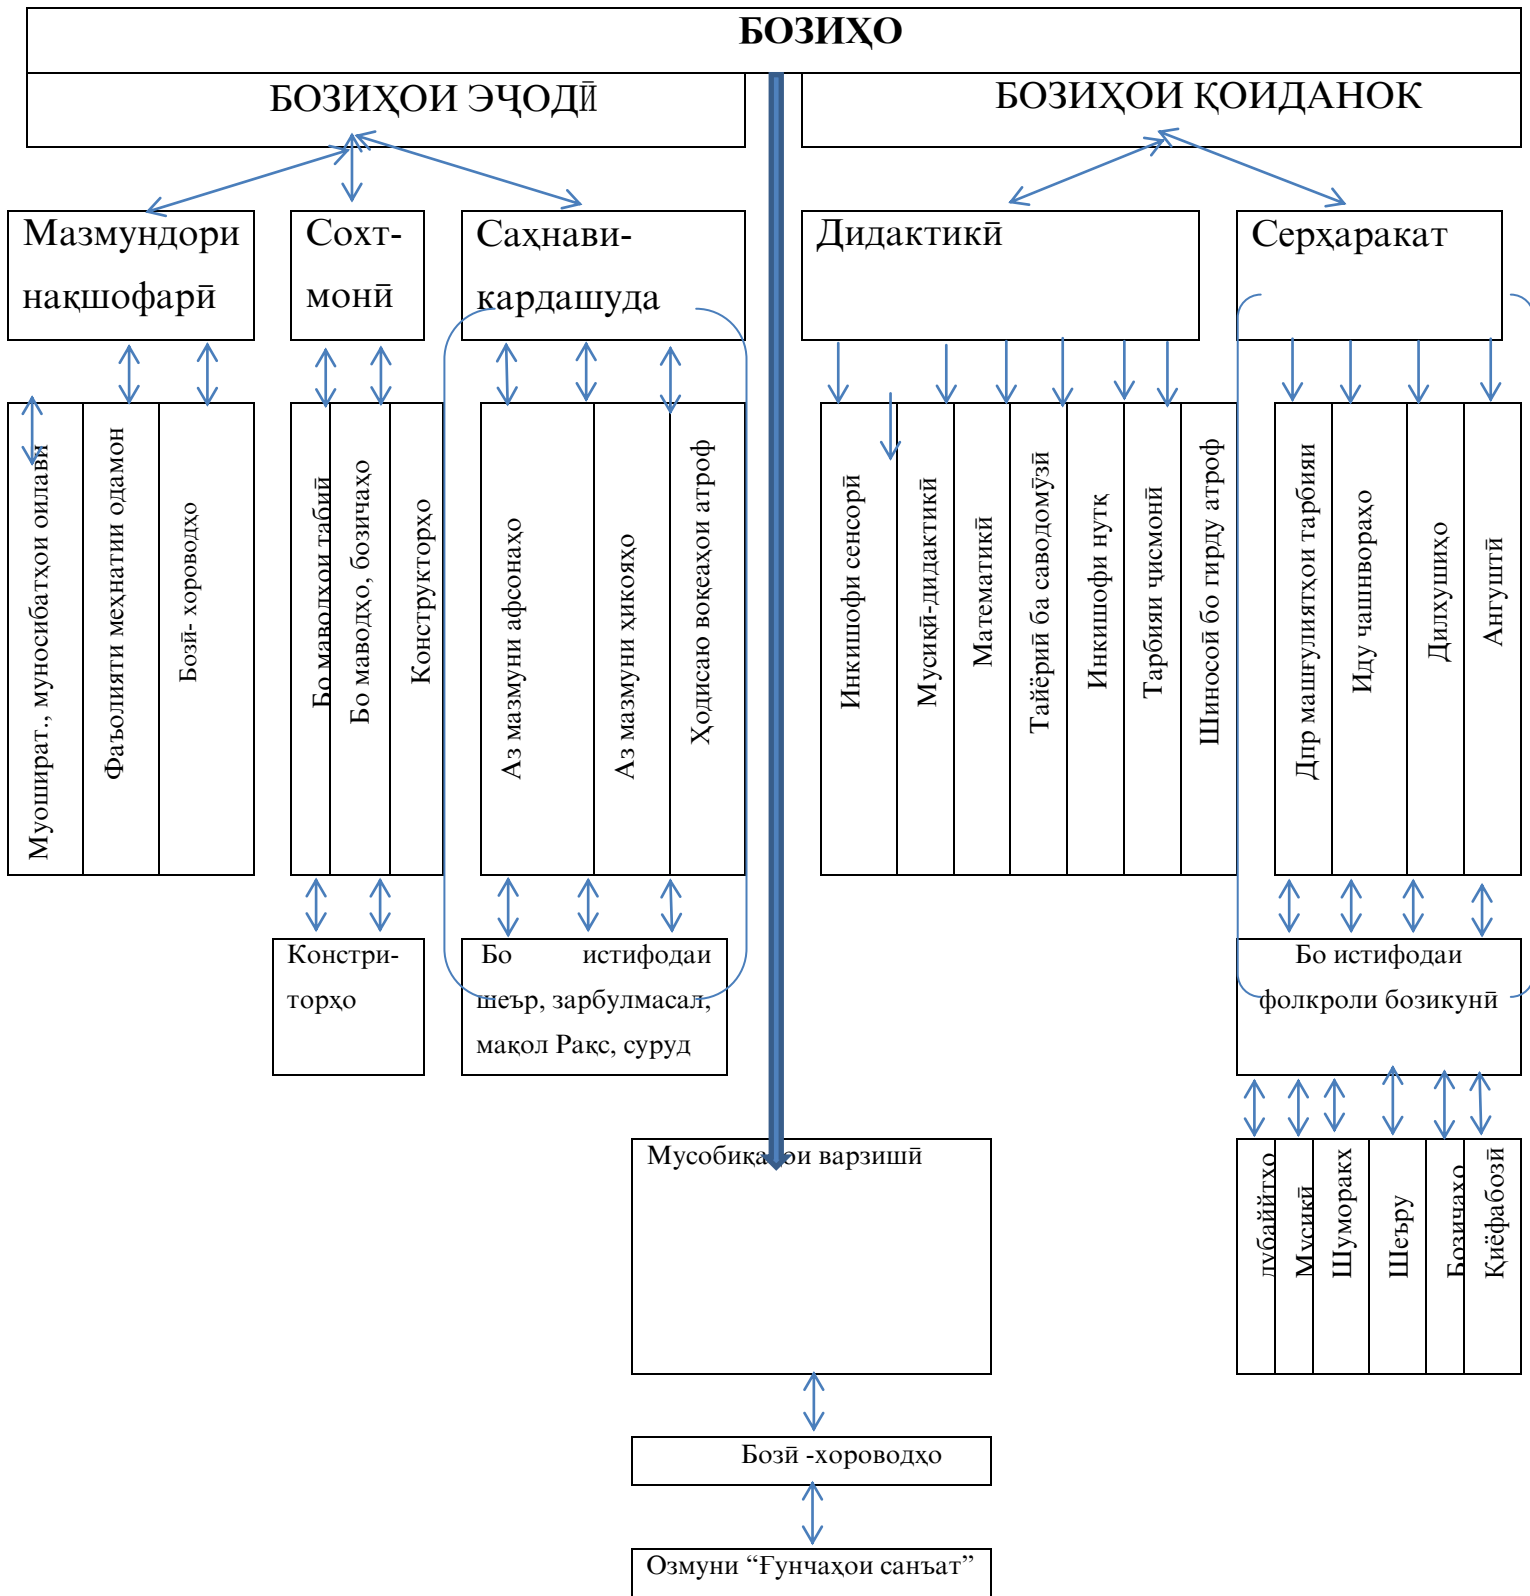 БОЗИҲО
БОЗИҲОИ ЭҶОДӢ
БОЗИҲОИ ҚОИДАНОК
Мазмундори
нақшофарӣ
Сохт-
монӣ
Саҳнави-
кардашуда
Дидактикӣ
Серҳаракат
Муошират., муносибатҳои оилави
Фаъолияти меҳнатии одамон
Бозӣ- хороводҳо
Бо маводҳои табиӣ
Бо маводҳо, бозичаҳо
Конструкторҳо
Аз мазмуни афсонаҳо
Аз мазмуни ҳикояҳо
Ҳодисаю воқеаҳои атроф
Инкишофи сенсорӣ
Мусиқӣ-дидактикӣ
Математикӣ
Тайёрӣ ба саводомӯзӣ
Инкишофи нутқ
Тарбияи ҷисмонӣ
Шиносоӣ бо гирду атроф
Дпр машғулиятҳои тарбияи
Иду ҷашнвораҳо
Дилхушиҳо
Ангуштӣ
Констри-
торҳо
Бо истифодаи
шеър, зарбулмасал,
мақол Рақс, суруд
Бо истифодаи
фолкроли бозикунӣ
Мусобиқаҳои варзишӣ
дубайтҳо
Мусиқӣ
Шуморакҳ
Шеъру
Бозичаҳо
Қиёфабозӣ
Бозӣ -хороводҳо
Озмуни “Ғунчаҳои санъат”